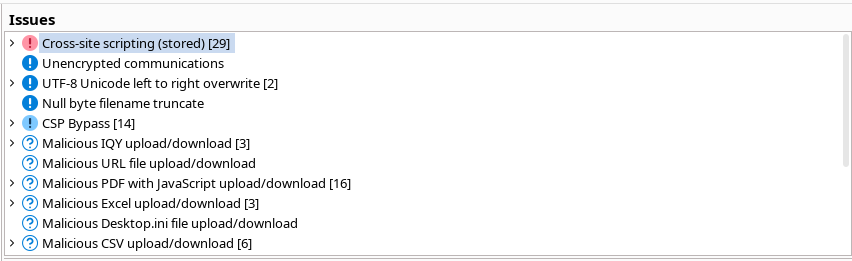 Issues
Cross-site scripting (stored) [29]
Unencrypted communications
UTF-8 Unicode left to right overwrite [2]
Null byte filename truncate
CSP Bypass [14]
Malicious IQY upload/download [3]
Malicious URL file upload/download
Malicious PDF with JavaScript upload/download [16]
Malicious Excel upload/download [3]
Malicious Desktop.ini file upload/download
Malicious CSV upload/download [6]